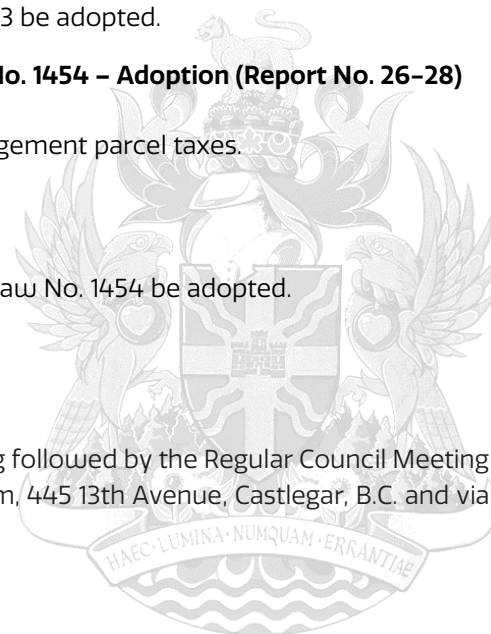 3 be adopted.
No. 1454 – Adoption (Report No. 26-28)
gement parcel taxes.
aw No. 1454 be adopted.
g followed by the Regular Council Meeting
m, 445 13th Avenue, Castlegar, B.C. and via
HAEC·LUMINA·NUMQUAM·ERRANTIAE